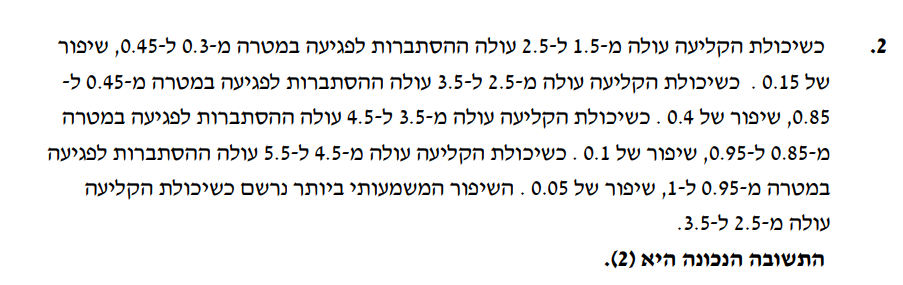 2. כשיכולת הקליעה עולה מ-1.5 ל-2.5 עולה ההסתברות לפגיעה במטרה מ-0.3 ל-0.45, שיפור
של 0.15 . כשיכולת הקליעה עולה מ-2.5 ל-3.5 עולה ההסתברות לפגיעה במטרה מ-0.45 ל-
0.85, שיפור של 0.4 . כשיכולת הקליעה עולה מ-3.5 ל-4.5 עולה ההסתברות לפגיעה במטרה
מ-0.85 ל-0.95, שיפור של 0.1 . כשיכולת הקליעה עולה מ-4.5 ל-5.5 עולה ההסתברות לפגיעה
במטרה מ-0.95 ל-1, שיפור של 0.05 . השיפור המשמעותי ביותר נרשם כשיכולת הקליעה
עולה מ-2.5 ל-3.5.
התשובה הנכונה היא (2).